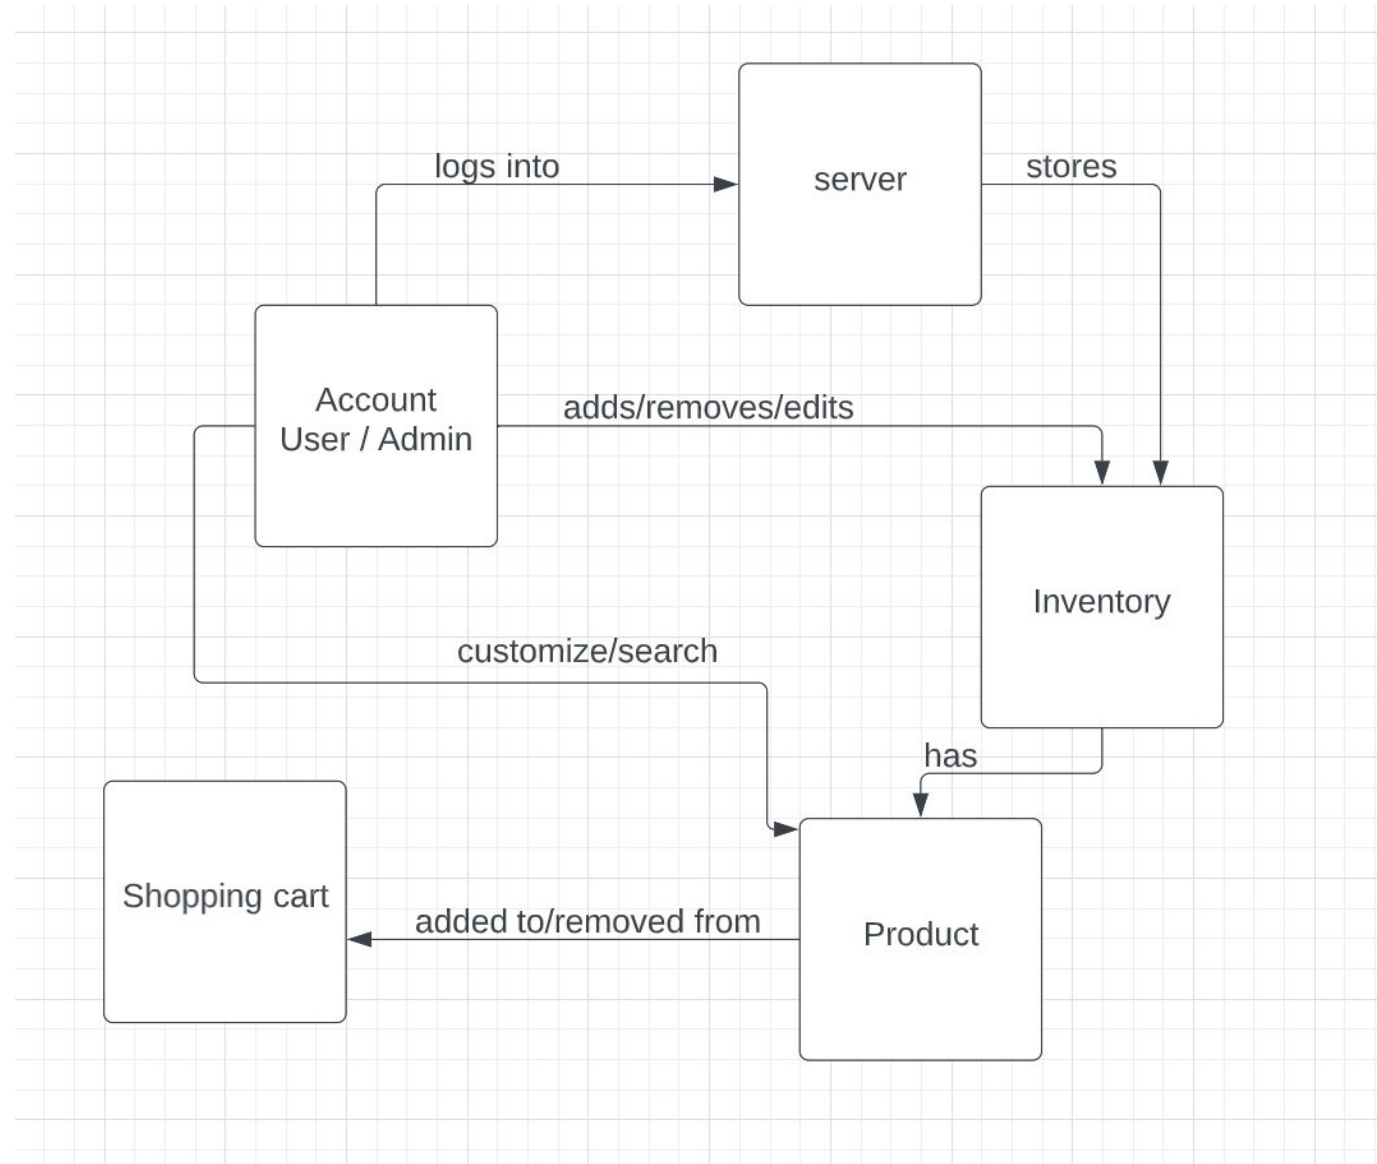 logs into
server
stores
Account
User / Admin
adds/removes/edits
Inventory
customize/search
has
Shopping cart
added to/removed from
Product